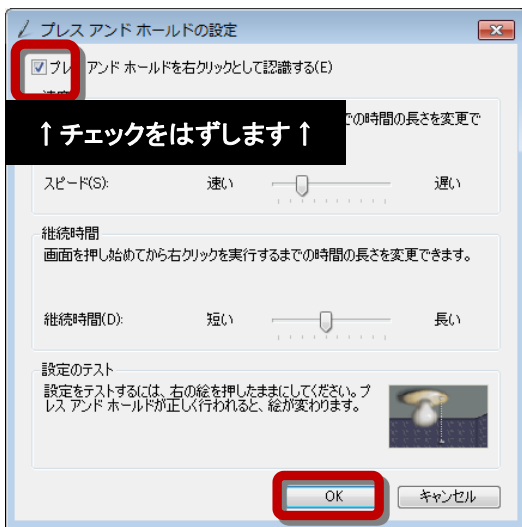 プレス アンド ホールドの設定
プレ アンド ホールドを右クリックとして認識する(E)
↑チェックをはずします↑
での時間の長さを変更で
スピード(S): 速い 遅い
継続時間
画面を押し始めてから右クリックを実行するまでの時間の長さを変更できます。
継続時間(D): 短い 長い
設定のテスト
設定をテストするには、右の絵を押したままにしてください。プ
レス アンド ホールドが正しく行われると、絵が変わります。
OK キャンセル